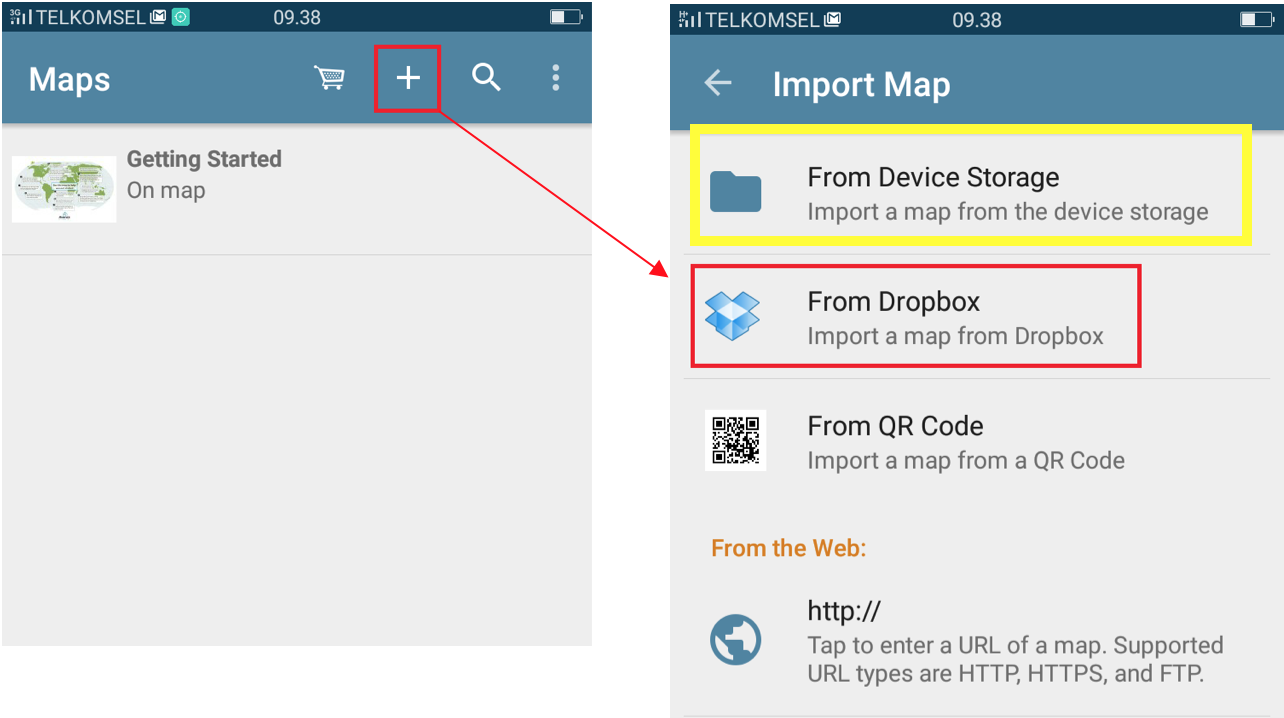 3G TELKOMSEL 09.38
Maps
Getting Started
On map
H+ TELKOMSEL 09.38
Import Map
From Device Storage
Import a map from the device storage
From Dropbox
Import a map from Dropbox
From QR Code
Import a map from a QR Code
From the Web:
http://
Tap to enter a URL of a map. Supported
URL types are HTTP, HTTPS, and FTP.